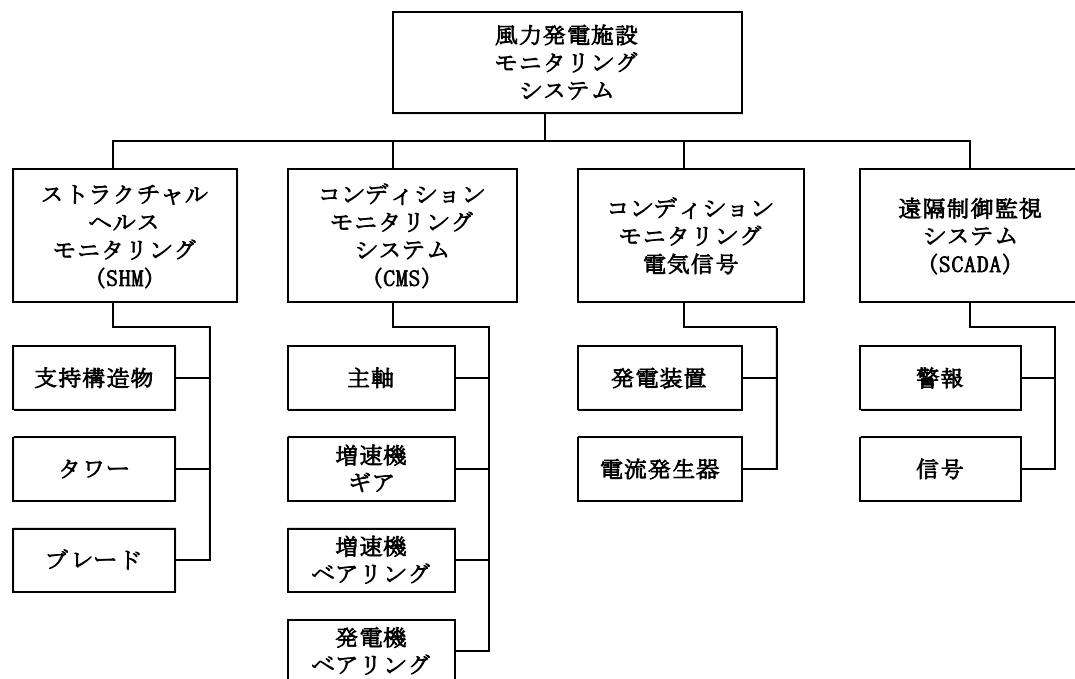 風力発電施設
モニタリング
システム
ストラクチャル
ヘルス
モニタリング
(SHM)
コンディション
モニタリング
システム
(CMS)
コンディション
モニタリング
電気信号
遠隔制御監視
システム
(SCADA)
支持構造物
タワー
ブレード
主軸
増速機
ギア
増速機
ベアリング
発電機
ベアリング
発電装置
電流発生器
警報
信号